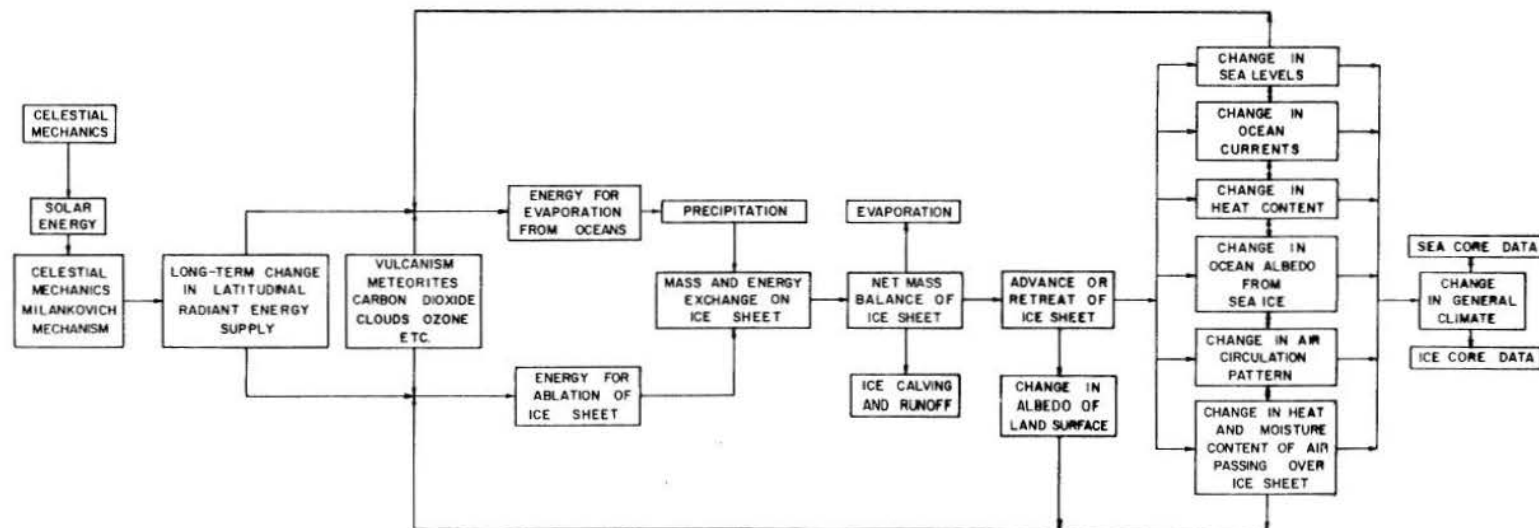 CELESTIAL
MECHANICS
SOLAR
ENERGY
CELESTIAL
MECHANICS
MILANKOVICH
MECHANISM
LONG-TERM CHANGE
IN LATITUDINAL
RADIANT ENERGY
SUPPLY
VULCANISM
METEORITES
CARBON DIOXIDE
CLOUDS OZONE
ETC.
ENERGY FOR
EVAPORATION
FROM OCEANS
ENERGY FOR
ABLATION OF
ICE SHEET
PRECIPITATION
MASS AND ENERGY
EXCHANGE ON
ICE SHEET
EVAPORATION
NET MASS
BALANCE OF
ICE SHEET
ICE CALVING
AND RUNOFF
ADVANCE OR
RETREAT OF
ICE SHEET
CHANGE IN
ALBEDO OF
LAND SURFACE
CHANGE IN
SEA LEVELS
CHANGE IN
OCEAN
CURRENTS
CHANGE IN
HEAT CONTENT
CHANGE IN
OCEAN ALBEDO
FROM
SEA ICE
CHANGE IN AIR
CIRCULATION
PATTERN
CHANGE IN HEAT
AND MOISTURE
CONTENT OF AIR
PASSING OVER
ICE SHEET
SEA CORE DATA
CHANGE
IN GENERAL
CLIMATE
ICE CORE DATA